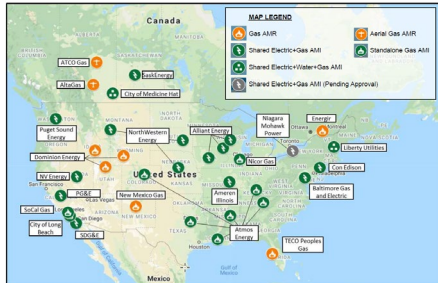 Canada
MAP LEGEND
Gas AMR
Aerial Gas AMR
Shared Electric+Gas AMI
Standalone Gas AMI
Shared Electric+Water+Gas AMI
Shared Electric+Gas AMI (Pending Approval)
ATCO Gas
SaskEnergy
AltaGas
City of Medicine Hat
Puget Sound
Energy
NorthWestern
Energy
Alliant Energy
Niagara
Mohawk
Power
Energir
Ottawa
Montreal
Toronto
Liberty Utilities
Dominion Energy
Nicor Gas
Con Edison
NV Energy
United States
San Francisco
PG&E
Las Vegas
New Mexico Gas
Ameren
Illinois
Baltimore Gas
and Electric
SoCal Gas
City of Long
Beach
San Diego
SDG&E
Atmos
Energy
Houston
TECO Peoples
Gas
Gulf of
Mexico
Mexico